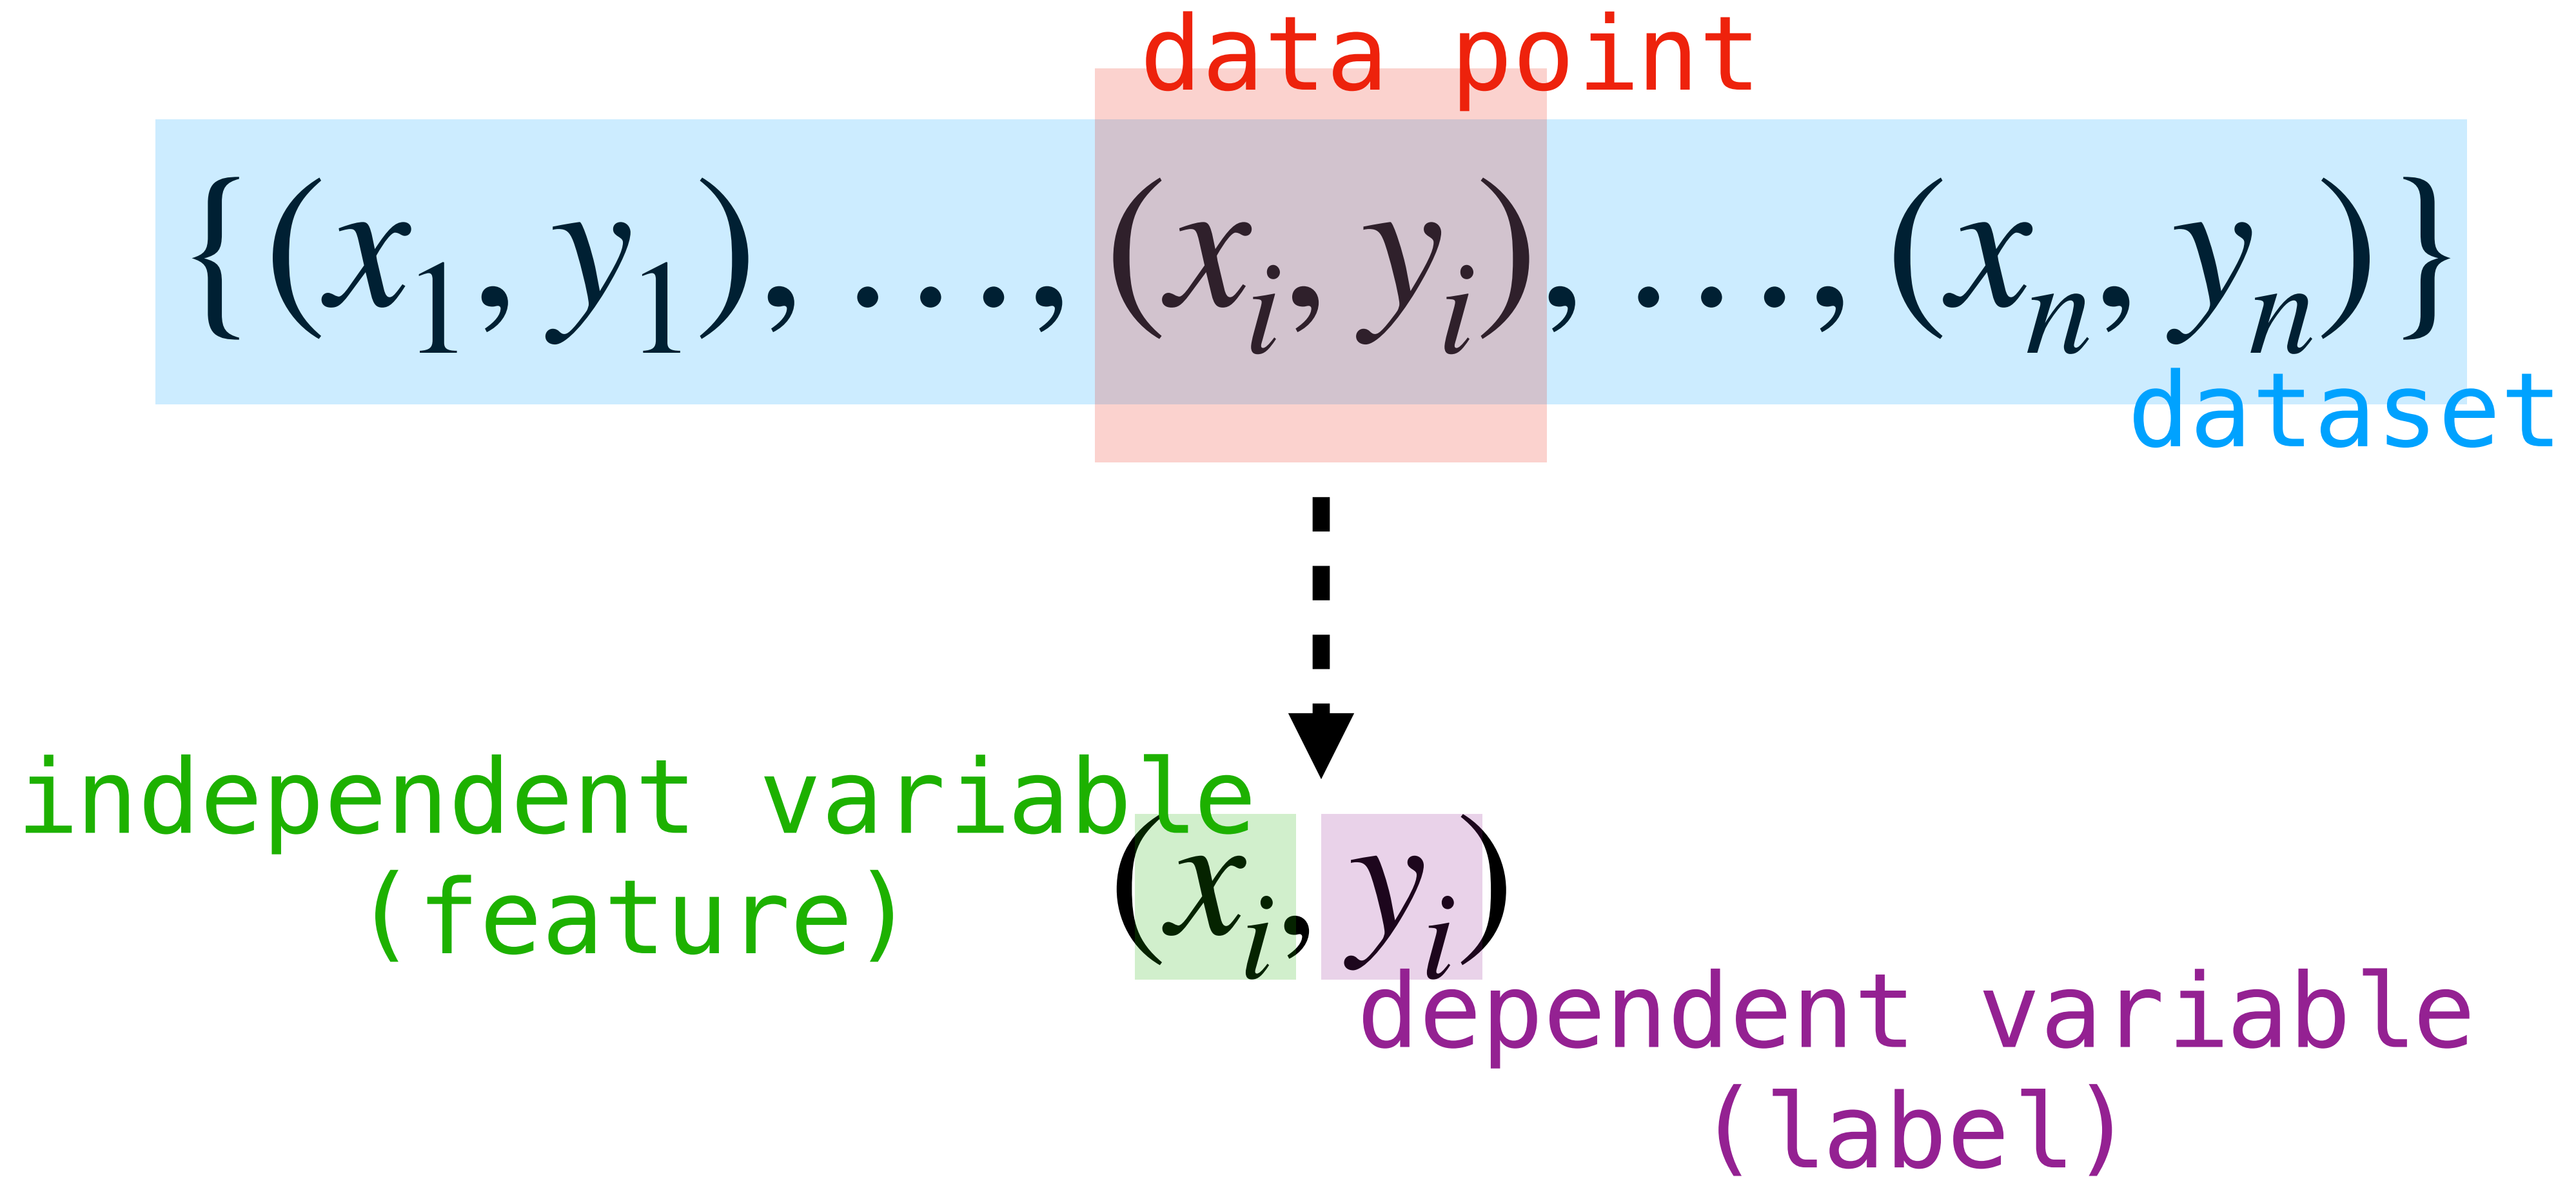 data point
{(x₁, y₁), …, (xᵢ, yᵢ), …, (xₙ, yₙ)}
dataset
independent variable
(feature)
(xᵢ, yᵢ)
dependent variable
(label)